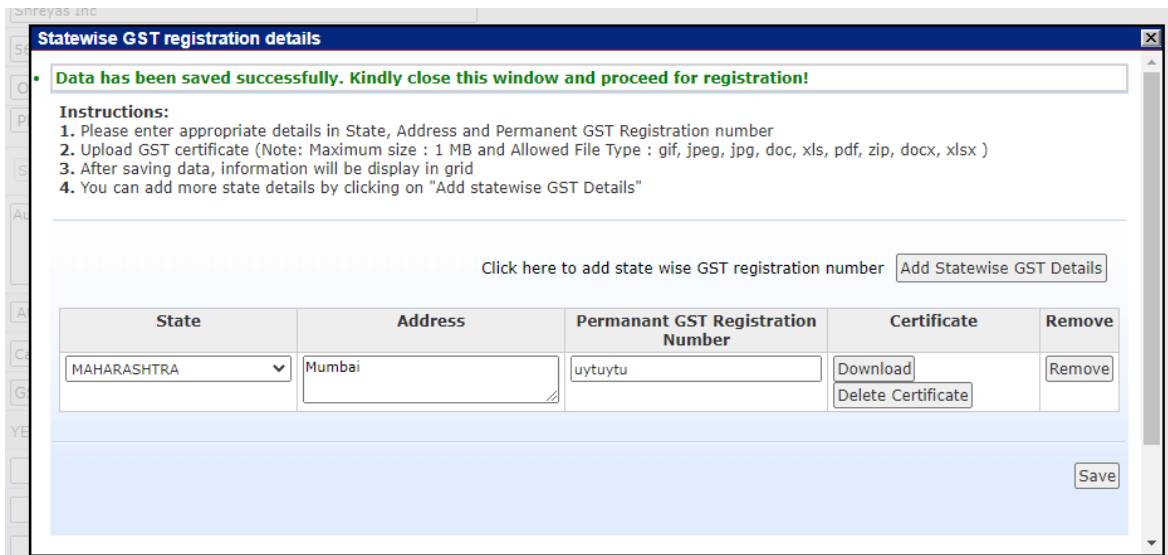 Shreyas Inc
Statewise GST registration details
Data has been saved successfully. Kindly close this window and proceed for registration!
Instructions:
1. Please enter appropriate details in State, Address and Permanent GST Registration number
2. Upload GST certificate (Note: Maximum size : 1 MB and Allowed File Type : gif, jpeg, jpg, doc, xls, pdf, zip, docx, xlsx )
3. After saving data, information will be display in grid
4. You can add more state details by clicking on "Add statewise GST Details"
Click here to add state wise GST registration number Add Statewise GST Details
State Address Permanant GST Registration Number Certificate Remove
MAHARASHTRA Mumbai uytuytu Download Remove
Delete Certificate
YE
Save